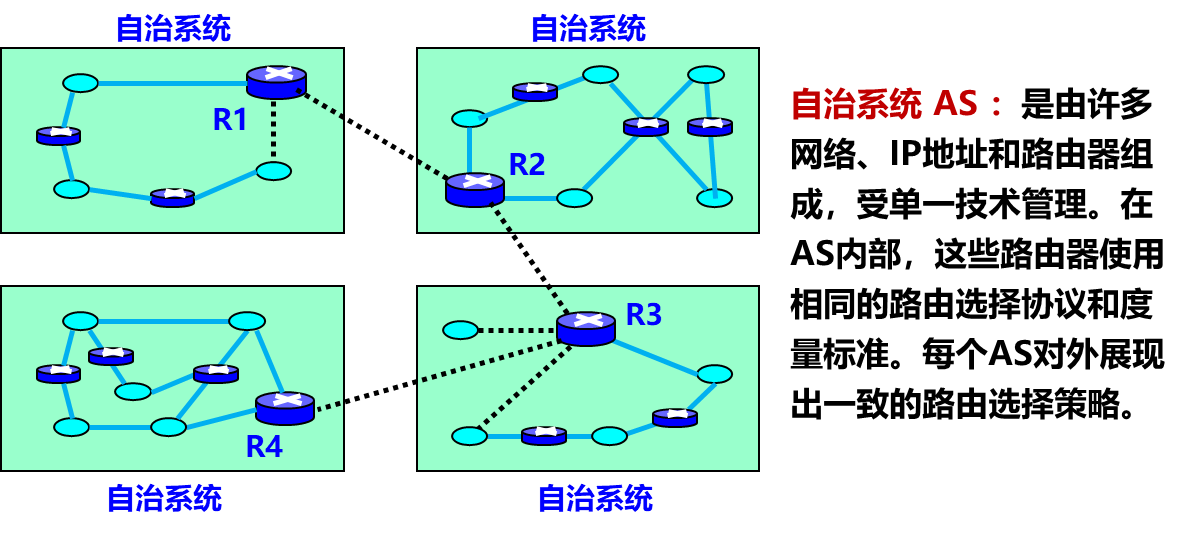 自治系统
自治系统
R1
R2
R3
R4
自治系统
自治系统
自治系统 AS ：是由许多
网络、IP地址和路由器组
成，受单一技术管理。在
AS内部，这些路由器使用
相同的路由选择协议和度
量标准。每个AS对外展现
出一致的路由选择策略。